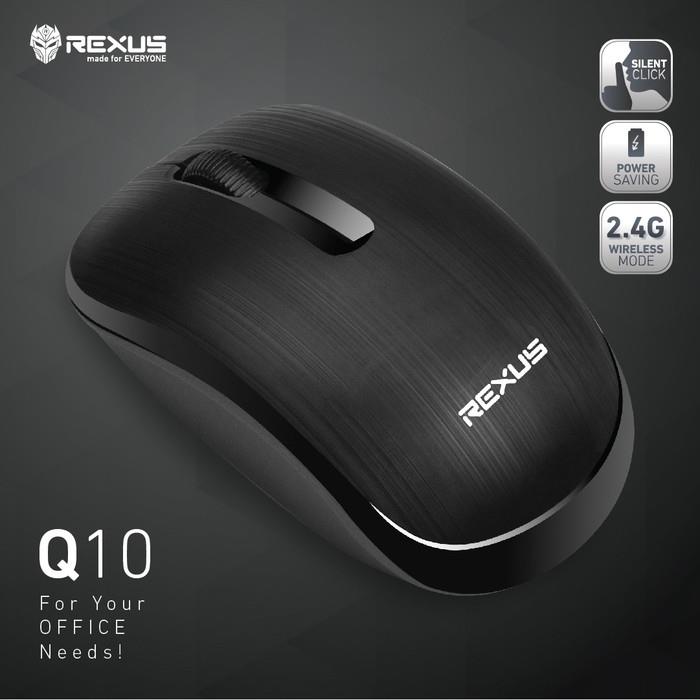 REXUS
made for EVERYONE
SILENT
CLICK
POWER
SAVING
2.4G
WIRELESS
MODE
REXUS
Q10
For Your
OFFICE
Needs!